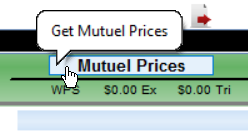 Get Mutuel Prices
Mutuel Prices
WPS $0.00 Ex $0.00 Tri